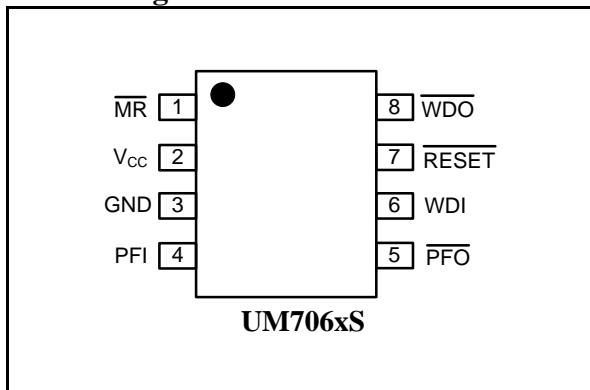 MR 1 8 WDO
VCC 2 7 RESET
GND 3 6 WDI
PFI 4 5 PFO
UM706xS